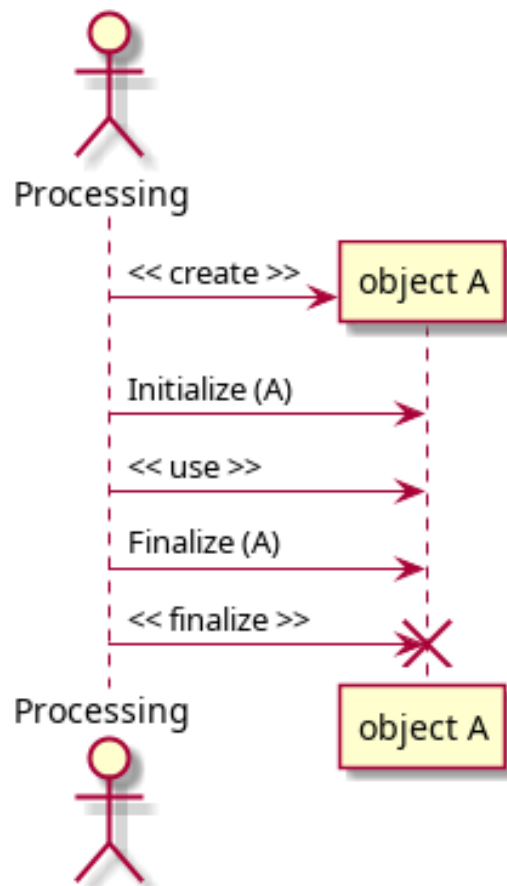 Processing
<< create >>
object A
Initialize (A)
<< use >>
Finalize (A)
<< finalize >>
Processing
object A